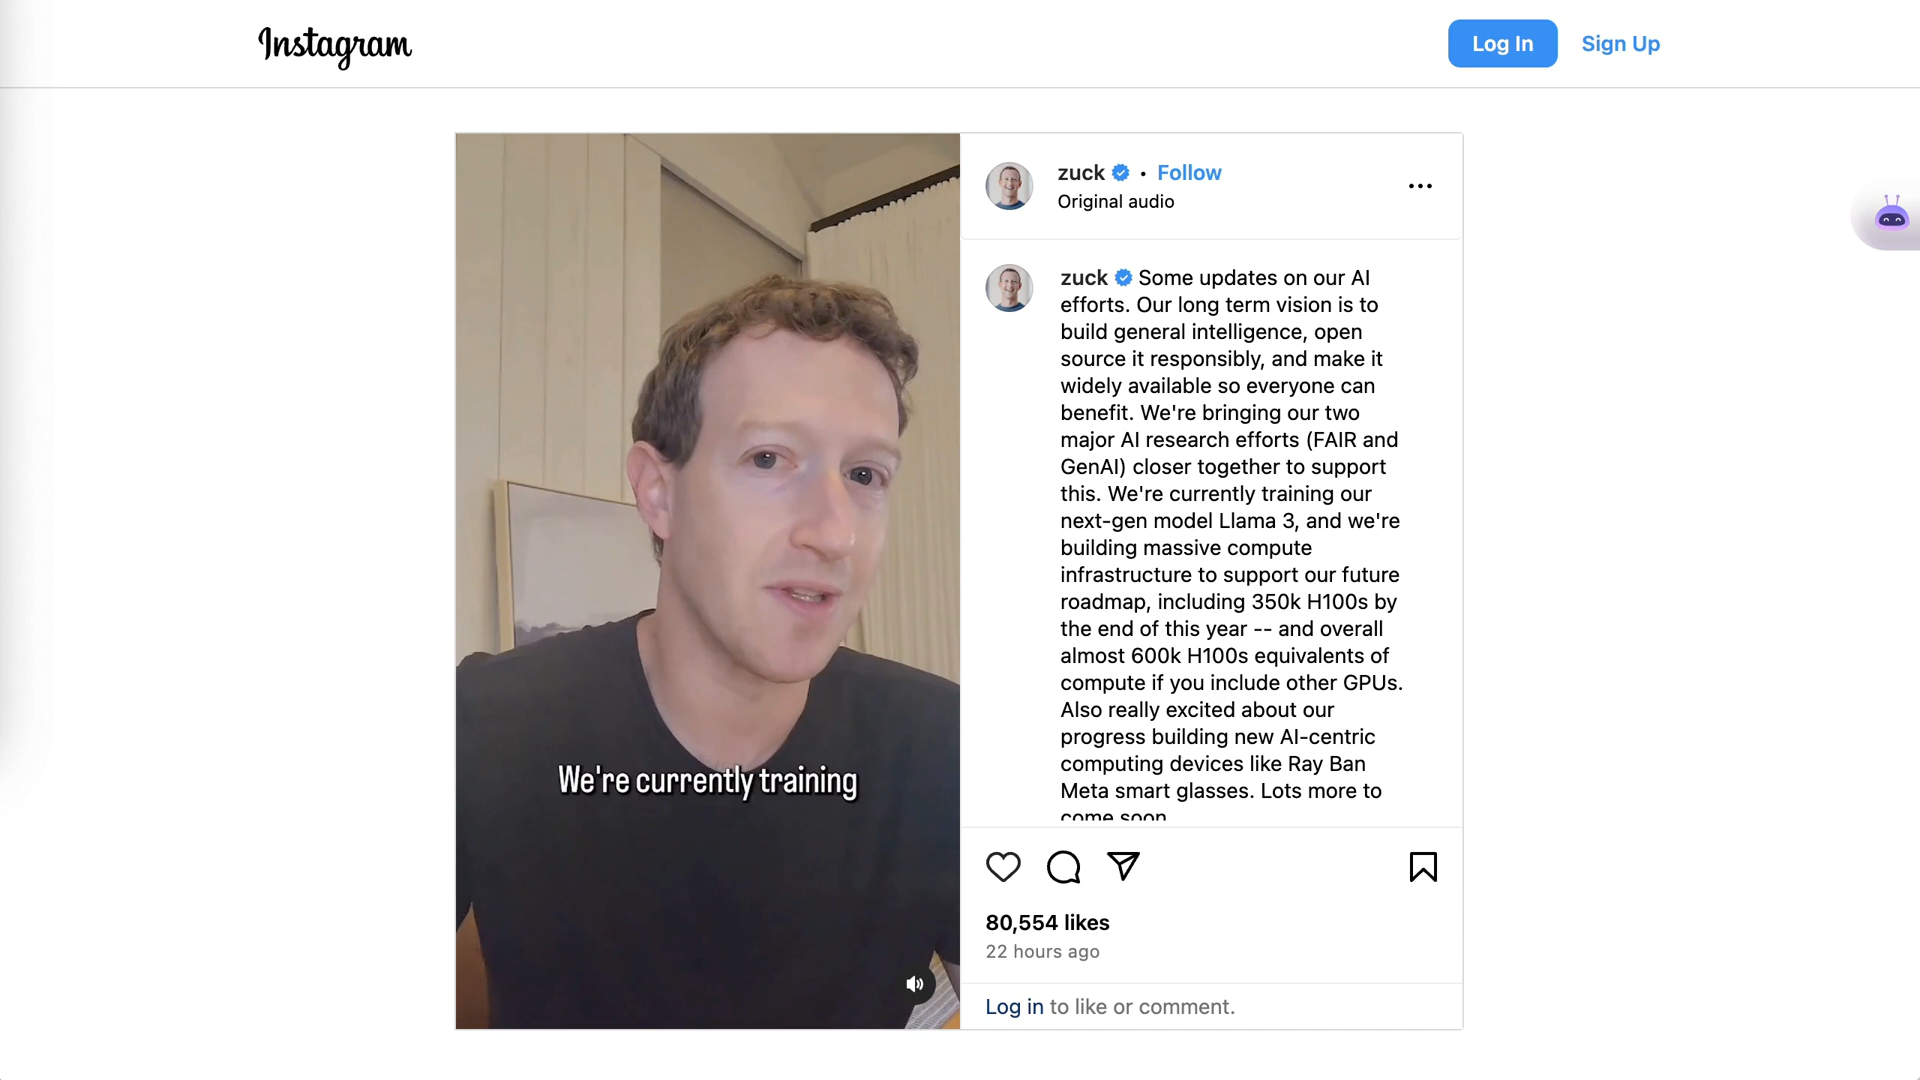 Instagram
Log In
Sign Up
We're currently training
zuck • Follow
Original audio
zuck Some updates on our AI
efforts. Our long term vision is to
build general intelligence, open
source it responsibly, and make it
widely available so everyone can
benefit. We're bringing our two
major AI research efforts (FAIR and
GenAI) closer together to support
this. We're currently training our
next-gen model Llama 3, and we're
building massive compute
infrastructure to support our future
roadmap, including 350k H100s by
the end of this year -- and overall
almost 600k H100s equivalents of
compute if you include other GPUs.
Also really excited about our
progress building new AI-centric
computing devices like Ray Ban
Meta smart glasses. Lots more to
come soon
80,554 likes
22 hours ago
Log in to like or comment.